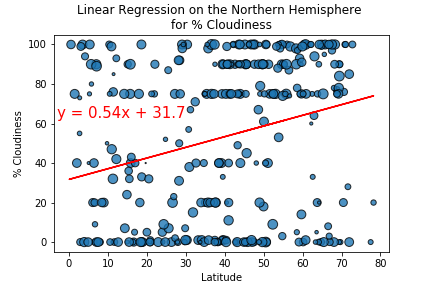 Linear Regression on the Northern Hemisphere
for % Cloudiness
100
80
60
40
20
0
% Cloudiness
y = 0.54x + 31.7
0 10 20 30 40 50 60 70 80
Latitude